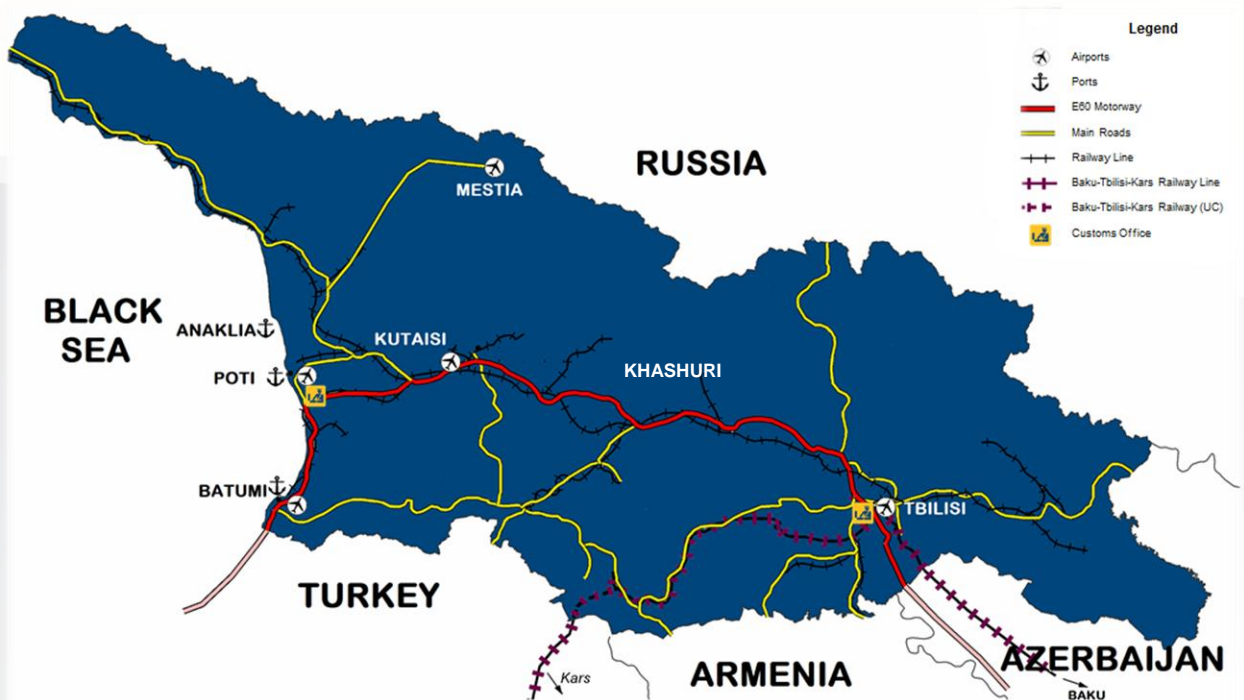 Legend
Airports
Ports
E60 Motorway
Main Roads
Railway Line
Baku-Tbilisi-Kars Railway Line
Baku-Tbilisi-Kars Railway (UC)
Customs Office
RUSSIA
MESTIA
BLACK
SEA
ANAKLIA
KUTAISI
POTI
KHASHURI
BATUMI
TBILISI
TURKEY
ARMENIA
AZERBAIJAN
Kars
BAKU